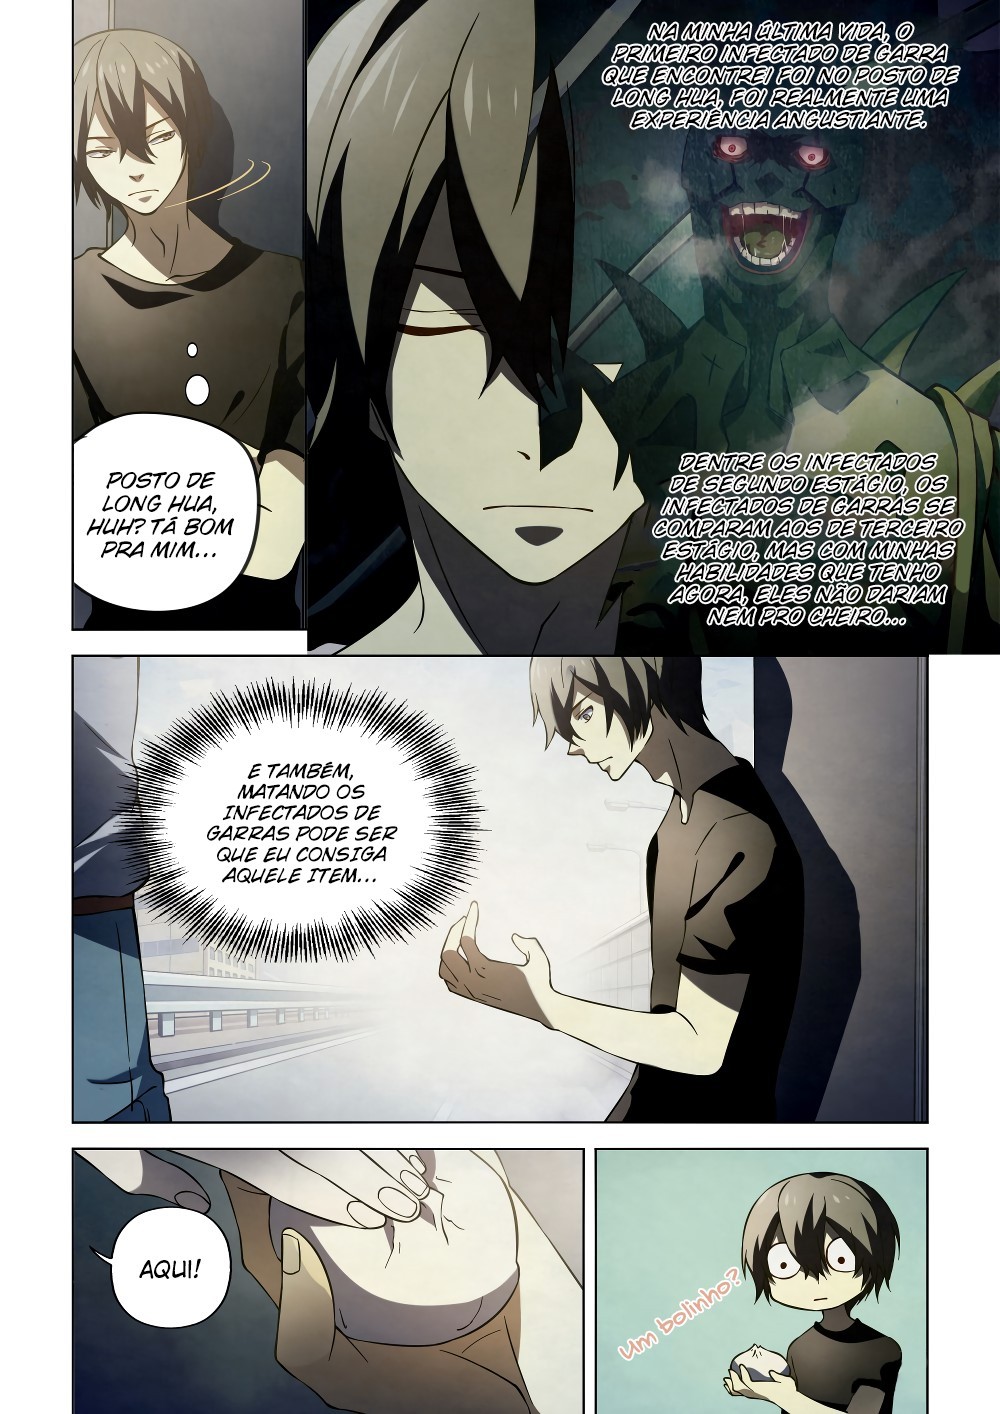 NA MINHA ÚLTIMA VIDA, O
PRIMEIRO INFECTADO DE GARRA
QUE ENCONTREI FOI NO POSTO DE
LONG HUA, FOI REALMENTE UMA
EXPERIÊNCIA ANGUSTIANTE.
POSTO DE
LONG HUA,
HUH? TÁ BOM
PRA MIM...
DENTRE OS INFECTADOS
DE SEGUNDO ESTÁGIO, OS
INFECTADOS DE GARRAS SE
COMPARAM AOS DE TERCEIRO
ESTÁGIO, MAS COM MINHAS
HABILIDADES QUE TENHO
AGORA, ELES NÃO DARIAM
NEM PRO CHEIRO...
E TAMBÉM,
MATANDO OS
INFECTADOS DE
GARRAS PODE SER
QUE EU CONSIGA
AQUELE ITEM...
AQUI!
Um bolinho?